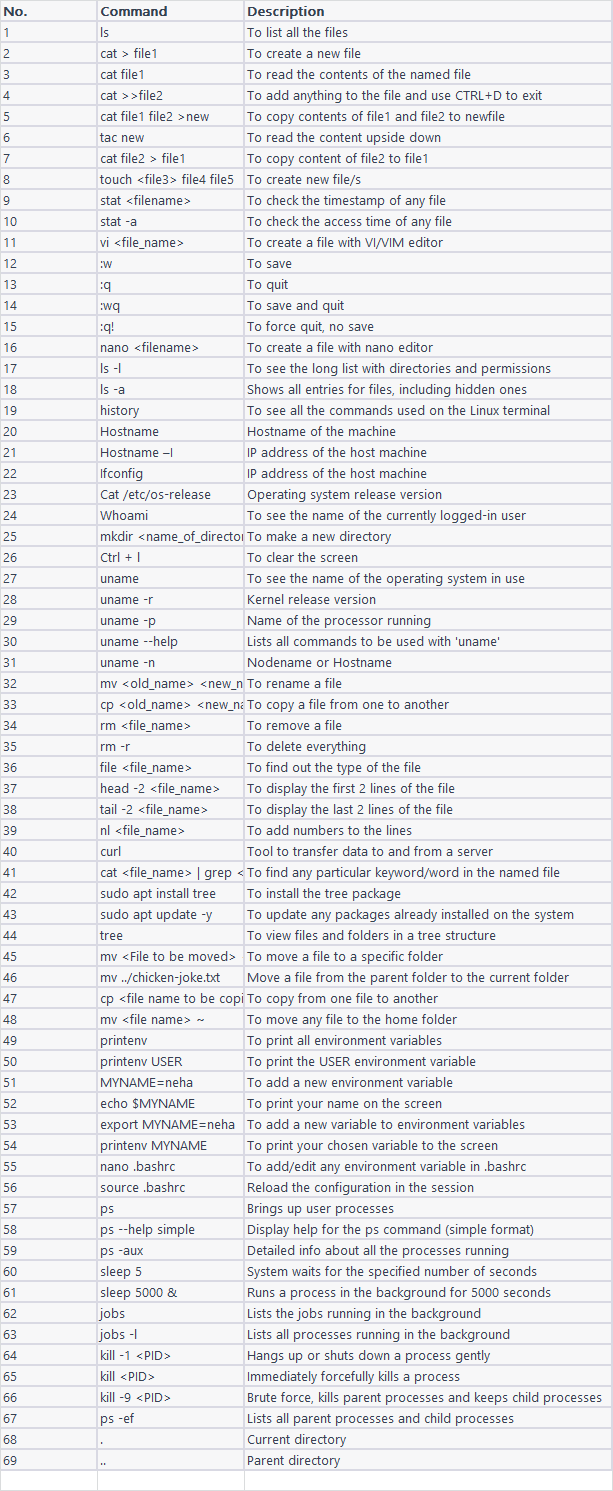 No. Command Description
1 ls To list all the files
2 cat > file1 To create a new file
3 cat file1 To read the contents of the named file
4 cat >>file2 To add anything to the file and use CTRL+D to exit
5 cat file1 file2 >new To copy contents of file1 and file2 to newfile
6 tac new To read the content upside down
7 cat file2 > file1 To copy content of file2 to file1
8 touch <file3> file4 file5 To create new file/s
9 stat <filename> To check the timestamp of any file
10 stat -a To check the access time of any file
11 vi <file_name> To create a file with VI/VIM editor
12 :w To save
13 :q To quit
14 :wq To save and quit
15 :q! To force quit, no save
16 nano <filename> To create a file with nano editor
17 ls -l To see the long list with directories and permissions
18 ls -a Shows all entries for files, including hidden ones
19 history To see all the commands used on the Linux terminal
20 Hostname Hostname of the machine
21 Hostname –I IP address of the host machine
22 Ifconfig IP address of the host machine
23 Cat /etc/os-release Operating system release version
24 Whoami To see the name of the currently logged-in user
25 mkdir <name_of_director To make a new directory
26 Ctrl + l To clear the screen
27 uname To see the name of the operating system in use
28 uname -r Kernel release version
29 uname -p Name of the processor running
30 uname --help Lists all commands to be used with 'uname'
31 uname -n Nodename or Hostname
32 mv <old_name> <new_n To rename a file
33 cp <old_name> <new_na To copy a file from one to another
34 rm <file_name> To remove a file
35 rm -r To delete everything
36 file <file_name> To find out the type of the file
37 head -2 <file_name> To display the first 2 lines of the file
38 tail -2 <file_name> To display the last 2 lines of the file
39 nl <file_name> To add numbers to the lines
40 curl Tool to transfer data to and from a server
41 cat <file_name> | grep < To find any particular keyword/word in the named file
42 sudo apt install tree To install the tree package
43 sudo apt update -y To update any packages already installed on the system
44 tree To view files and folders in a tree structure
45 mv <File to be moved> To move a file to a specific folder
46 mv ../chicken-joke.txt Move a file from the parent folder to the current folder
47 cp <file name to be copi To copy from one file to another
48 mv <file name> ~ To move any file to the home folder
49 printenv To print all environment variables
50 printenv USER To print the USER environment variable
51 MYNAME=neha To add a new environment variable
52 echo $MYNAME To print your name on the screen
53 export MYNAME=neha To add a new variable to environment variables
54 printenv MYNAME To print your chosen variable to the screen
55 nano .bashrc To add/edit any environment variable in .bashrc
56 source .bashrc Reload the configuration in the session
57 ps Brings up user processes
58 ps --help simple Display help for the ps command (simple format)
59 ps -aux Detailed info about all the processes running
60 sleep 5 System waits for the specified number of seconds
61 sleep 5000 & Runs a process in the background for 5000 seconds
62 jobs Lists the jobs running in the background
63 jobs -l Lists all processes running in the background
64 kill -1 <PID> Hangs up or shuts down a process gently
65 kill <PID> Immediately forcefully kills a process
66 kill -9 <PID> Brute force, kills parent processes and keeps child processes
67 ps -ef Lists all parent processes and child processes
68 . Current directory
69 .. Parent directory